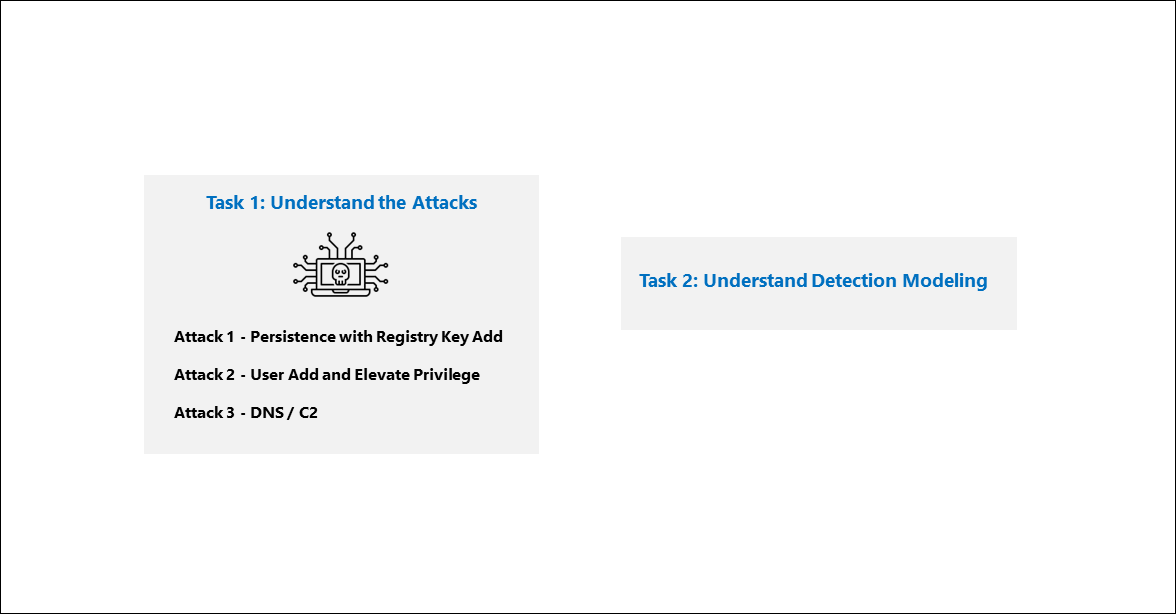 Task 1: Understand the Attacks
Attack 1 - Persistence with Registry Key Add
Attack 2 - User Add and Elevate Privilege
Attack 3 - DNS / C2
Task 2: Understand Detection Modeling